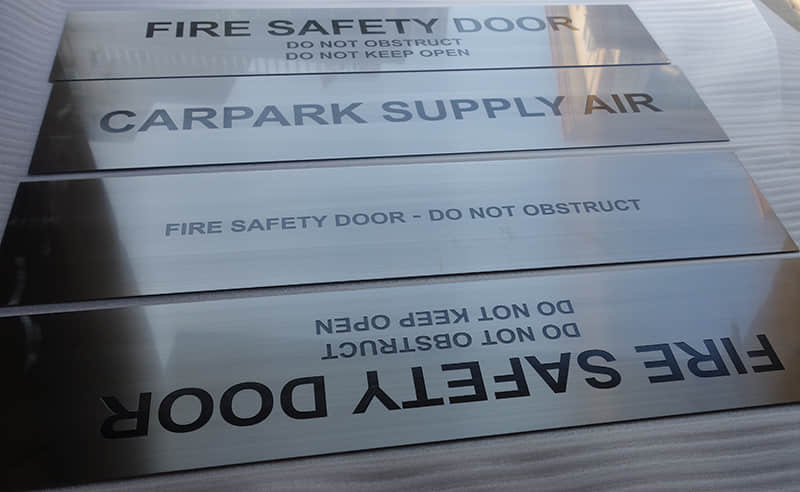 FIRE SAFETY DOOR
DO NOT OBSTRUCT
DO NOT KEEP OPEN
CARPARK SUPPLY AIR
FIRE SAFETY DOOR - DO NOT OBSTRUCT
FIRE SAFETY DOOR
DO NOT OBSTRUCT
DO NOT KEEP OPEN